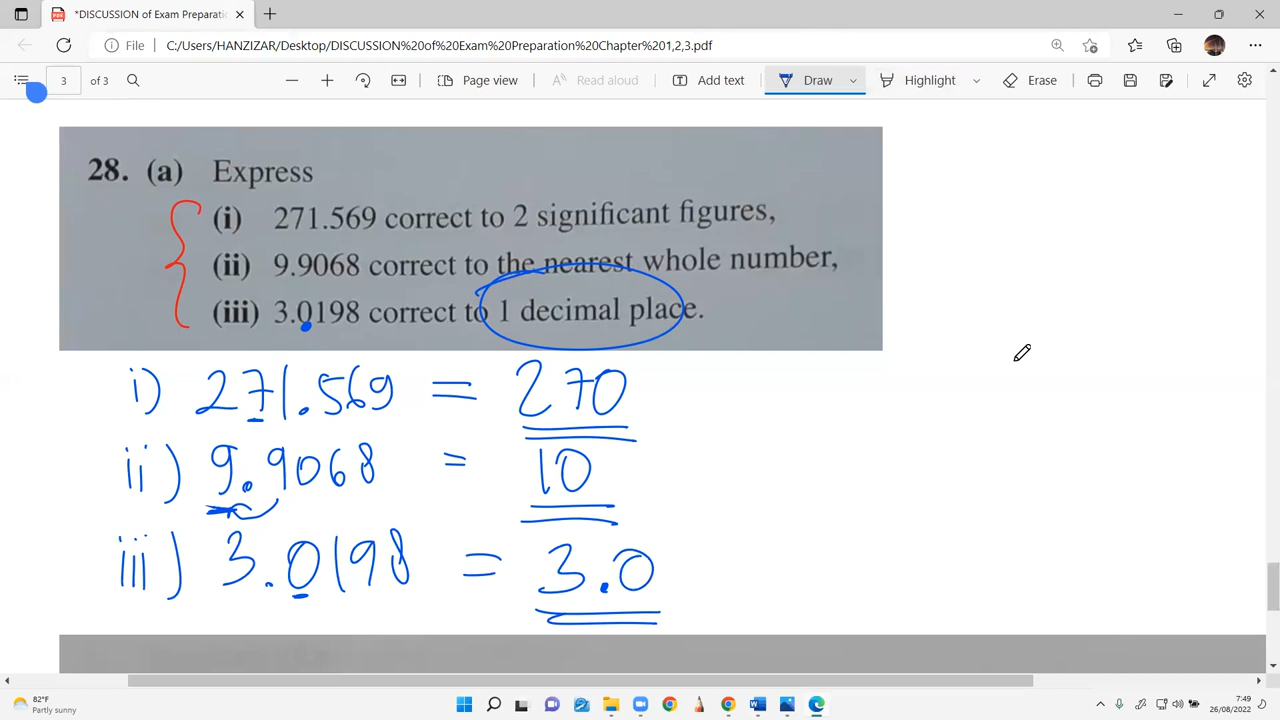 *DISCUSSION of Exam Preparati
File C:/Users/HANZIZAR/Desktop/DISCUSSION%20of%20Exam%20Preparation%20Chapter%201,2,3.pdf
3 of 3 Page view Read aloud Add text Draw Highlight Erase
28. (a) Express
(i) 271.569 correct to 2 significant figures,
(ii) 9.9068 correct to the nearest whole number,
(iii) 3.0198 correct to 1 decimal place.
i) 271.569 = 270
ii) 9.9068 = 10
iii) 3.0198 = 3.0
82°F
Partly sunny
7:49
26/08/2022